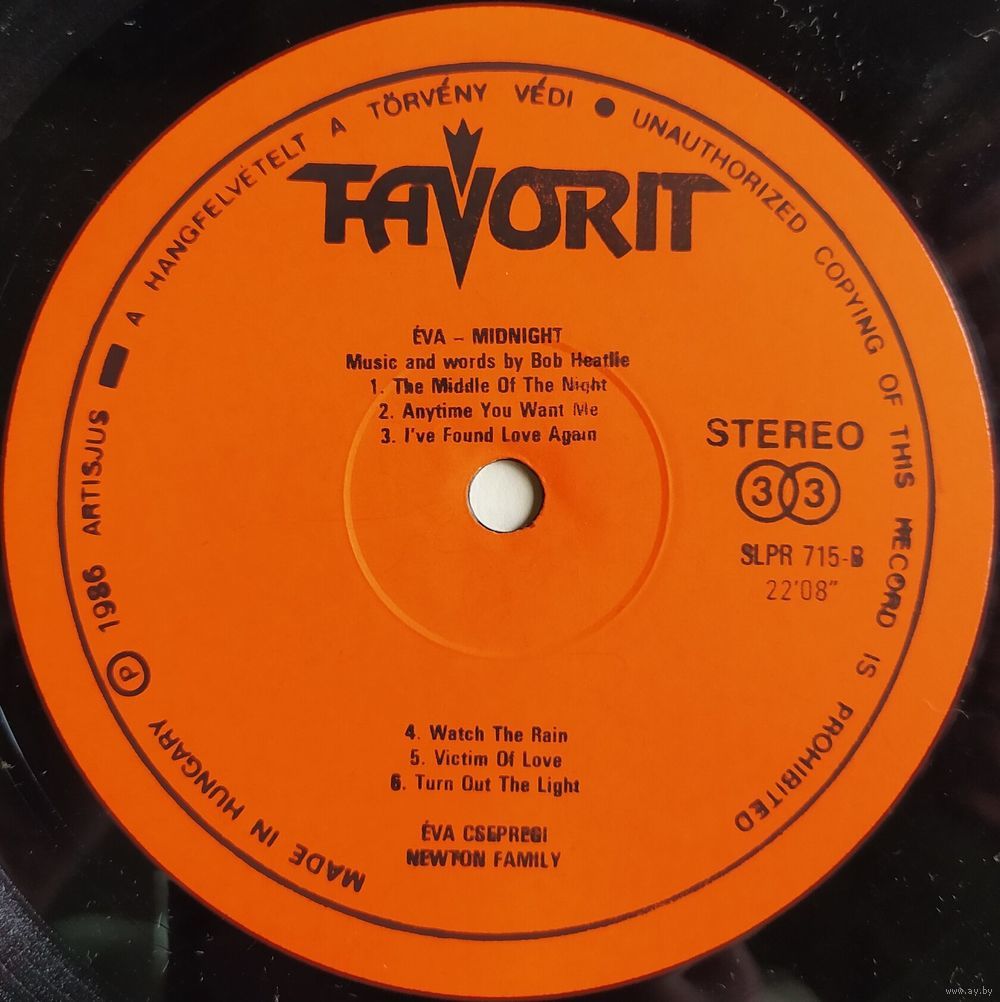 A HANGFELVÉTELT A TÖRVÉNY VÉDI ● UNAUTHORIZED COPYING OF THIS RECORD IS PROHIBITED
FAVORIT
ÉVA – MIDNIGHT
Music and words by Bob Heatlie
1. The Middle Of The Night
2. Anytime You Want Me
3. I've Found Love Again
STEREO
33
SLPR 715-B
22'08"
4. Watch The Rain
5. Victim Of Love
6. Turn Out The Light
ÉVA CSEPREGI
NEWTON FAMILY
MADE IN HUNGARY Ⓟ 1986 ARTISJUS
www.ay.by